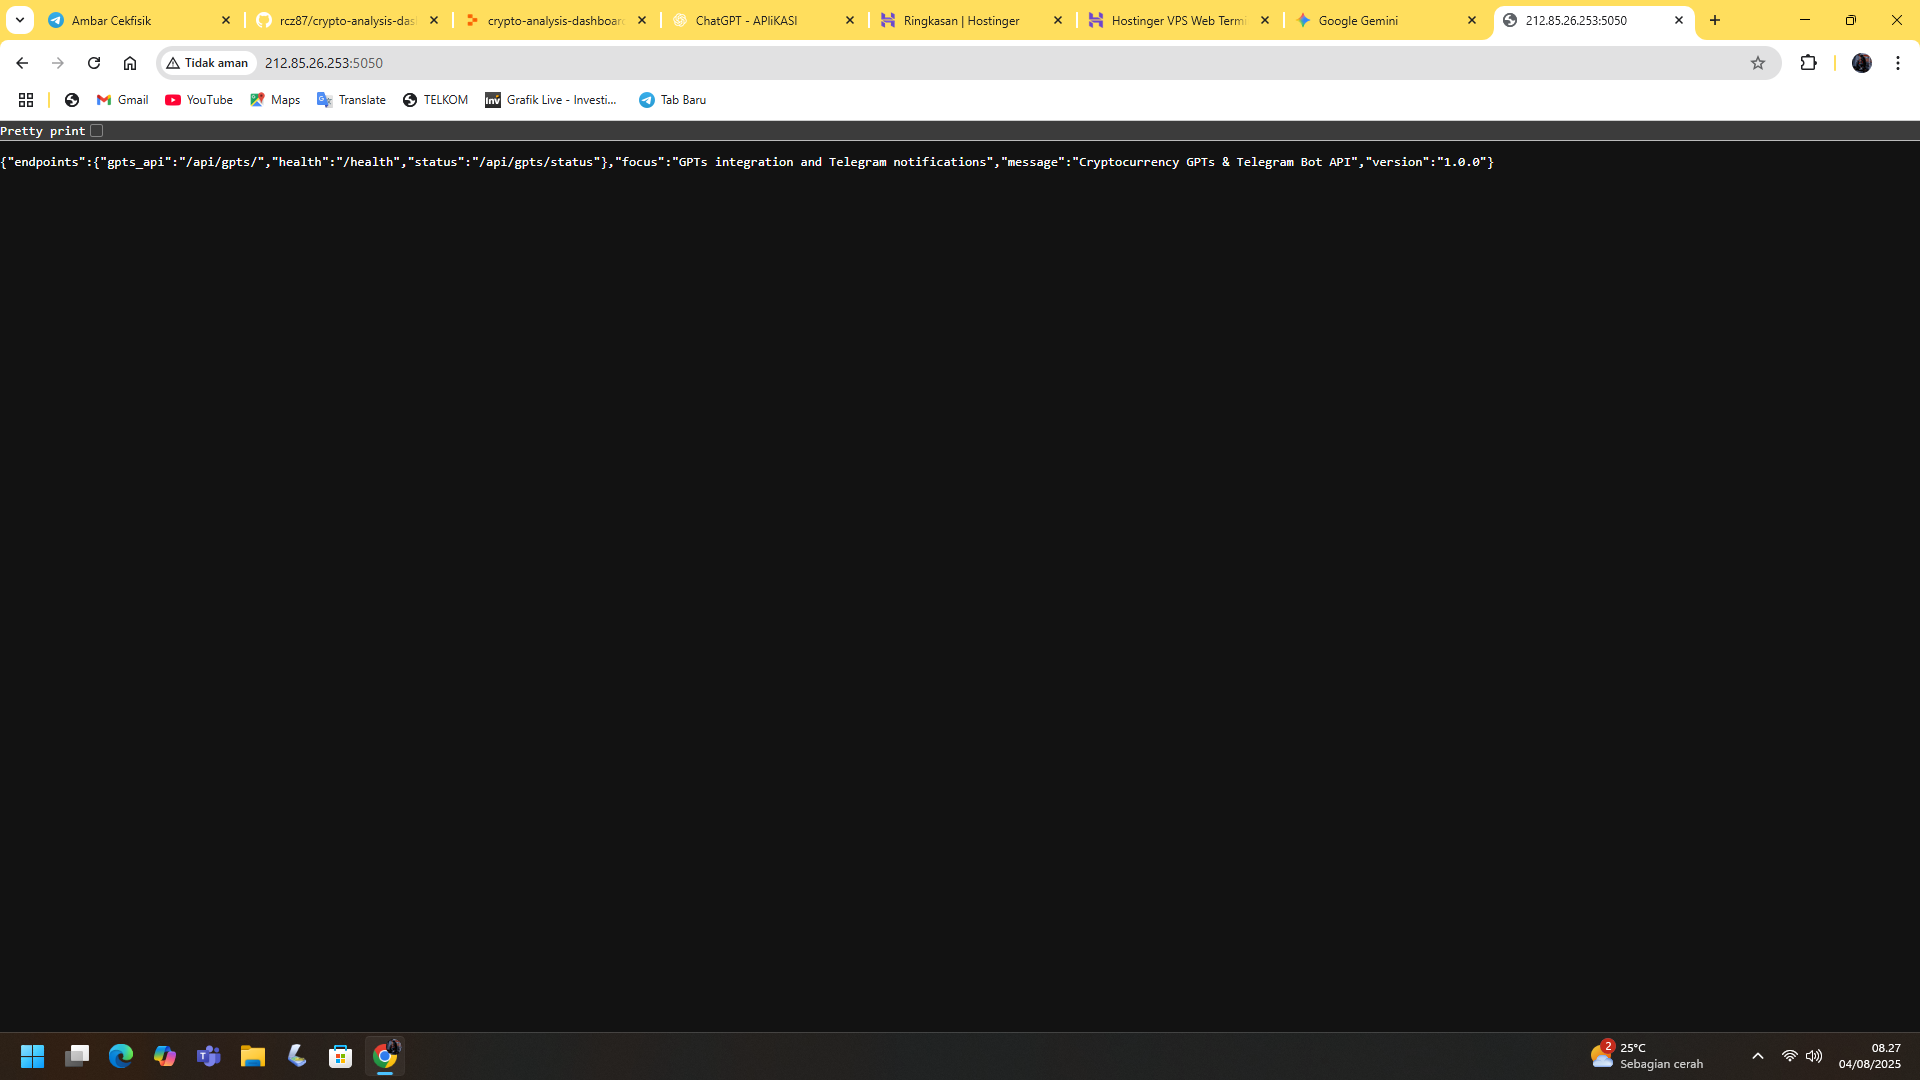 Ambar Cekfisik
rcz87/crypto-analysis-das
crypto-analysis-dashboard
ChatGPT - APIiKASI
Ringkasan | Hostinger
Hostinger VPS Web Termi
Google Gemini
212.85.26.253:5050
Tidak aman
212.85.26.253:5050
Gmail
YouTube
Maps
Translate
TELKOM
Grafik Live - Investi...
Tab Baru
Pretty print
{"endpoints":{"gpts_api":"/api/gpts/","health":"/health","status":"/api/gpts/status"},"focus":"GPTs integration and Telegram notifications","message":"Cryptocurrency GPTs & Telegram Bot API","version":"1.0.0"}
2
25°C
Sebagian cerah
08.27
04/08/2025